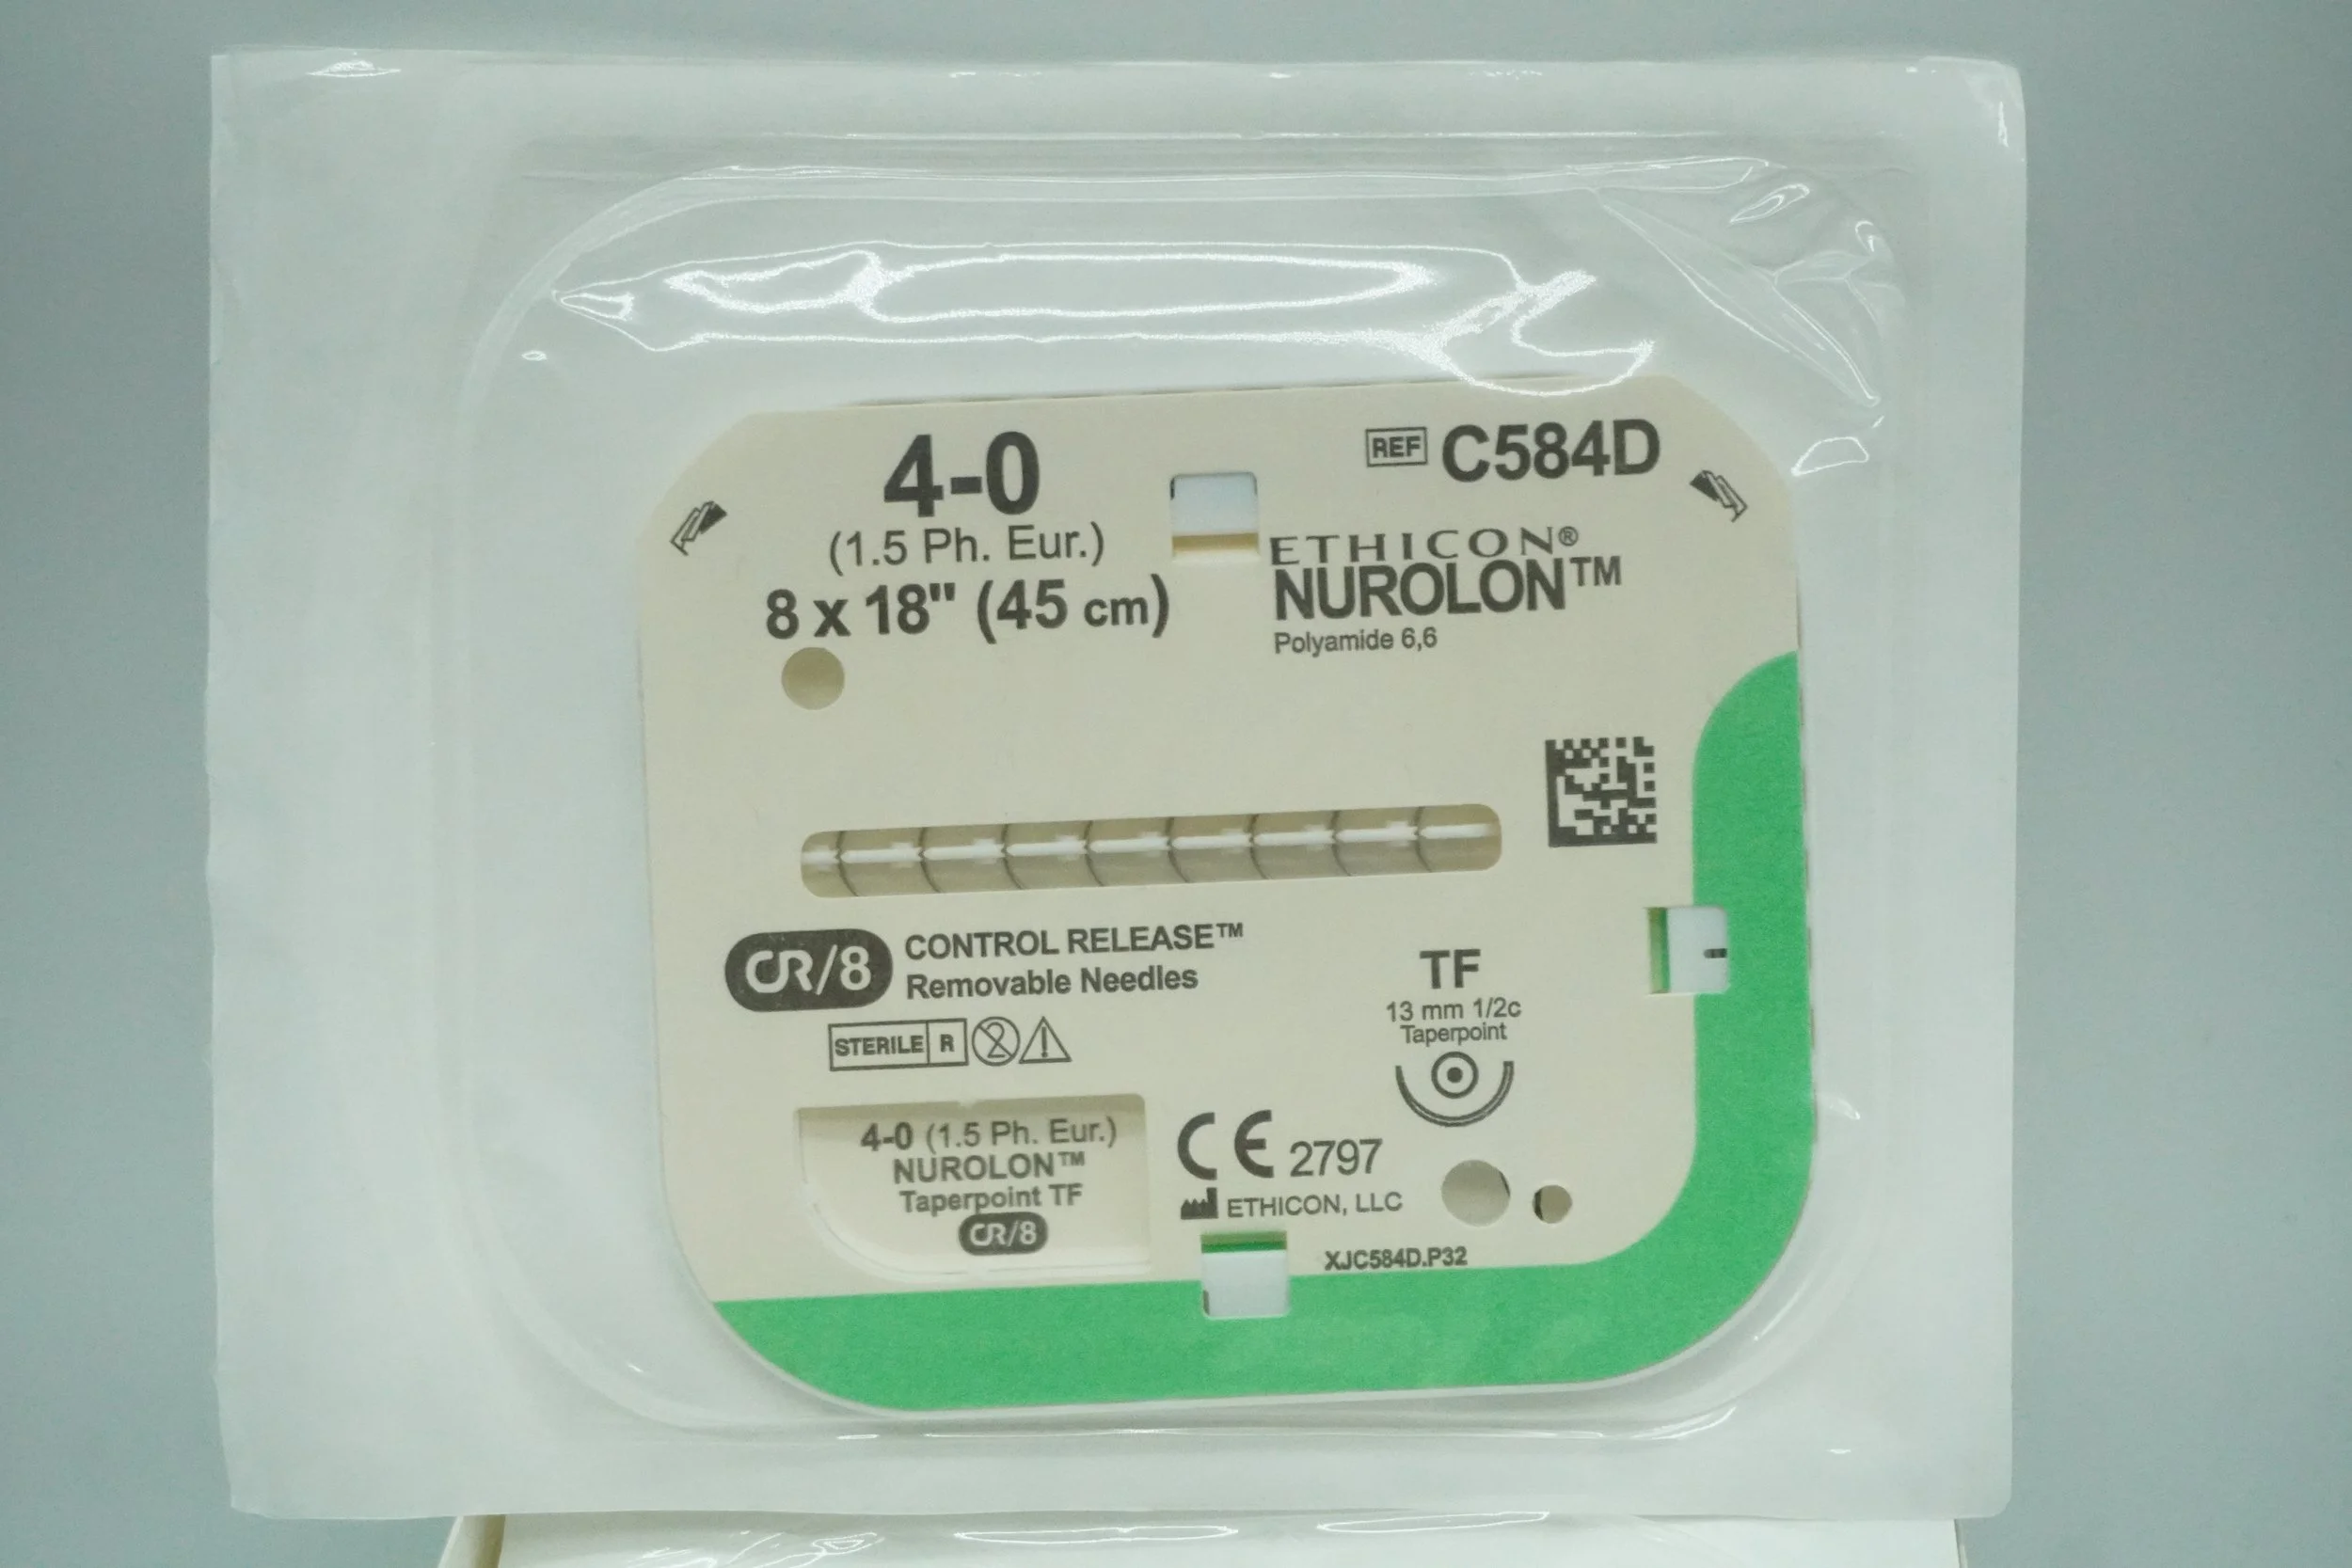 4-0
(1.5 Ph. Eur.)
8 x 18" (45 cm)
REF C584D
ETHICON®
NUROLON™
Polyamide 6,6
CR/8 CONTROL RELEASE™
Removable Needles
STERILE R 2
TF
13 mm 1/2c
Taperpoint
4-0 (1.5 Ph. Eur.)
NUROLON™
Taperpoint TF
CR/8
CE 2797
ETHICON, LLC
XJC584D.P32